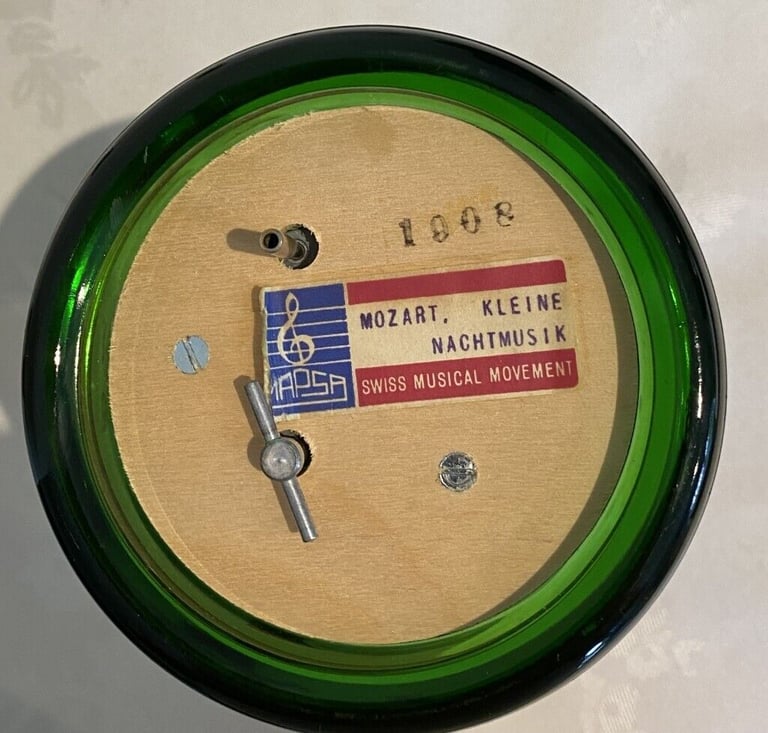 1008
MOZART, KLEINE
NACHTMUSIK
MAPSA
SWISS MUSICAL MOVEMENT